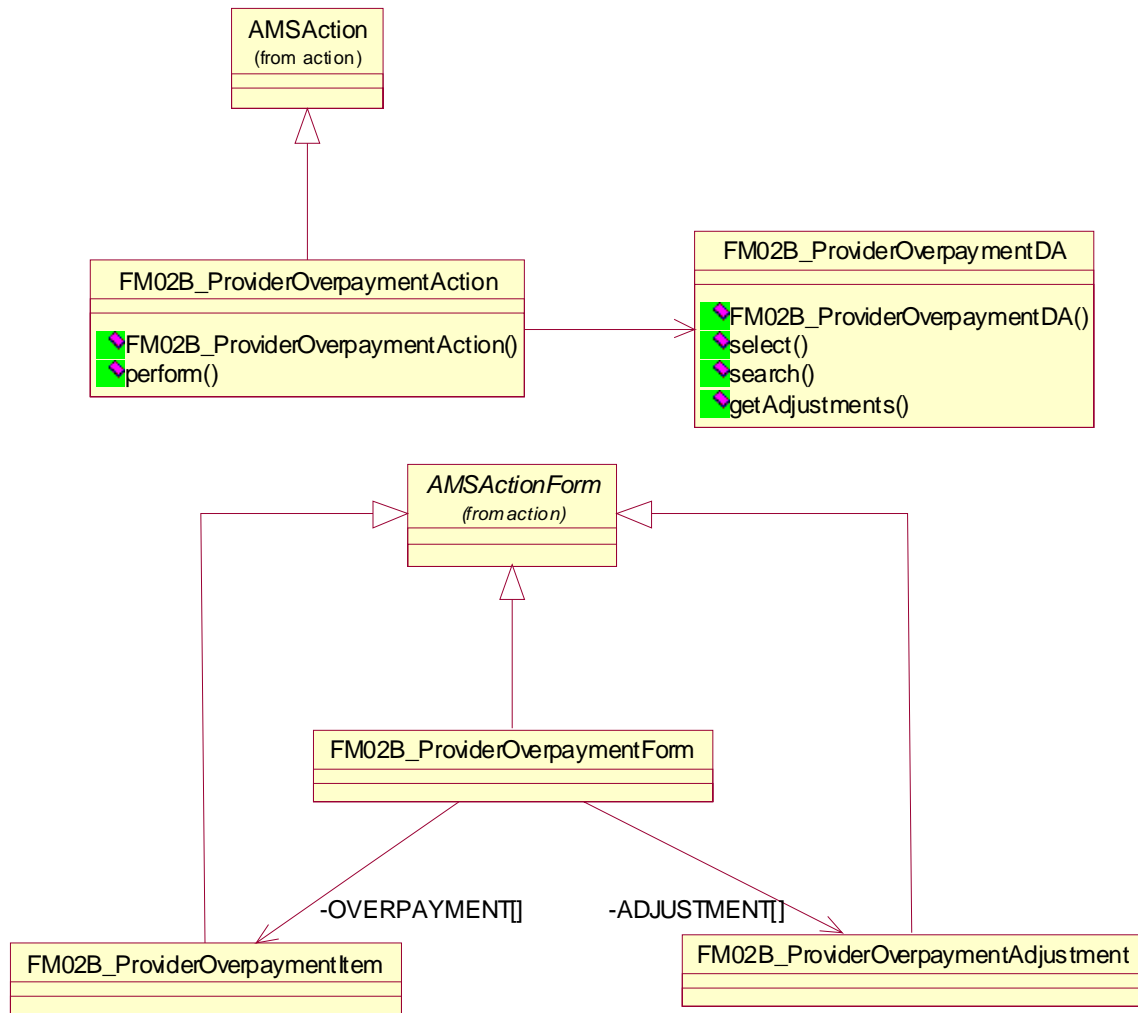 AMSAction
(from action)
FM02B_ProviderOverpaymentAction
FM02B_ProviderOverpaymentAction()
perform()
FM02B_ProviderOverpaymentDA
FM02B_ProviderOverpaymentDA()
select()
search()
getAdjustments()
AMSActionForm
(from action)
FM02B_ProviderOverpaymentForm
-OVERPAYMENT[]
-ADJUSTMENT[]
FM02B_ProviderOverpaymentItem
FM02B_ProviderOverpaymentAdjustment